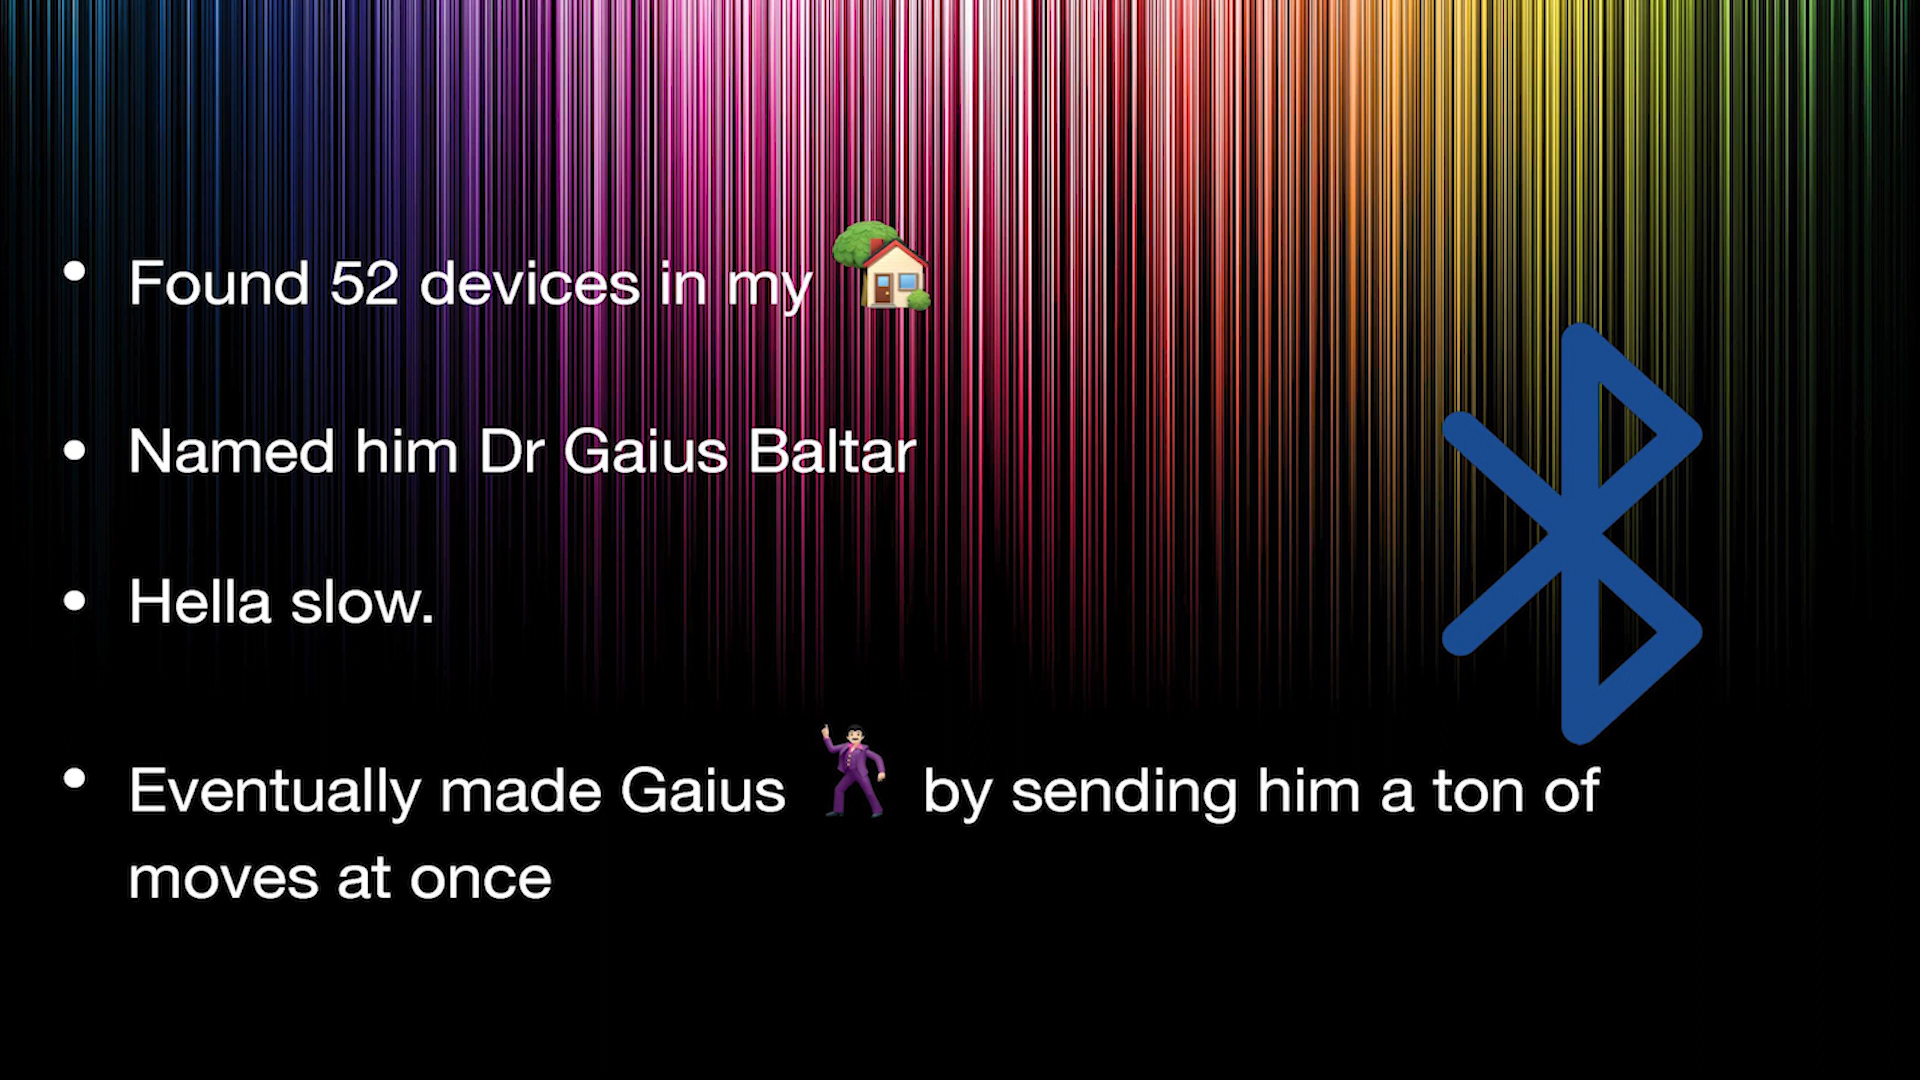 • Found 52 devices in my 🏡
• Named him Dr Gaius Baltar
• Hella slow.
• Eventually made Gaius 🕺🏻 by sending him a ton of
moves at once